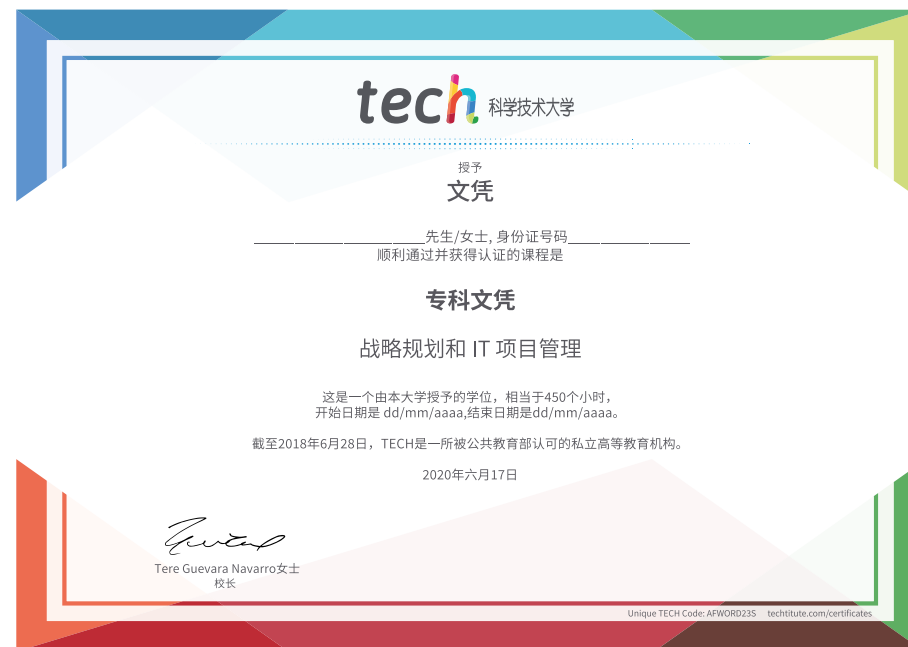 tech 科学技术大学
授予
文凭
______________________先生/女士, 身份证号码________________
顺利通过并获得认证的课程是
专科文凭
战略规划和 IT 项目管理
这是一个由本大学授予的学位，相当于450个小时，
开始日期是 dd/mm/aaaa,结束日期是dd/mm/aaaa。
截至2018年6月28日，TECH是一所被公共教育部认可的私立高等教育机构。
2020年六月17日
Tere Guevara Navarro女士
校长
Unique TECH Code: AFWORD23S techtitute.com/certificates